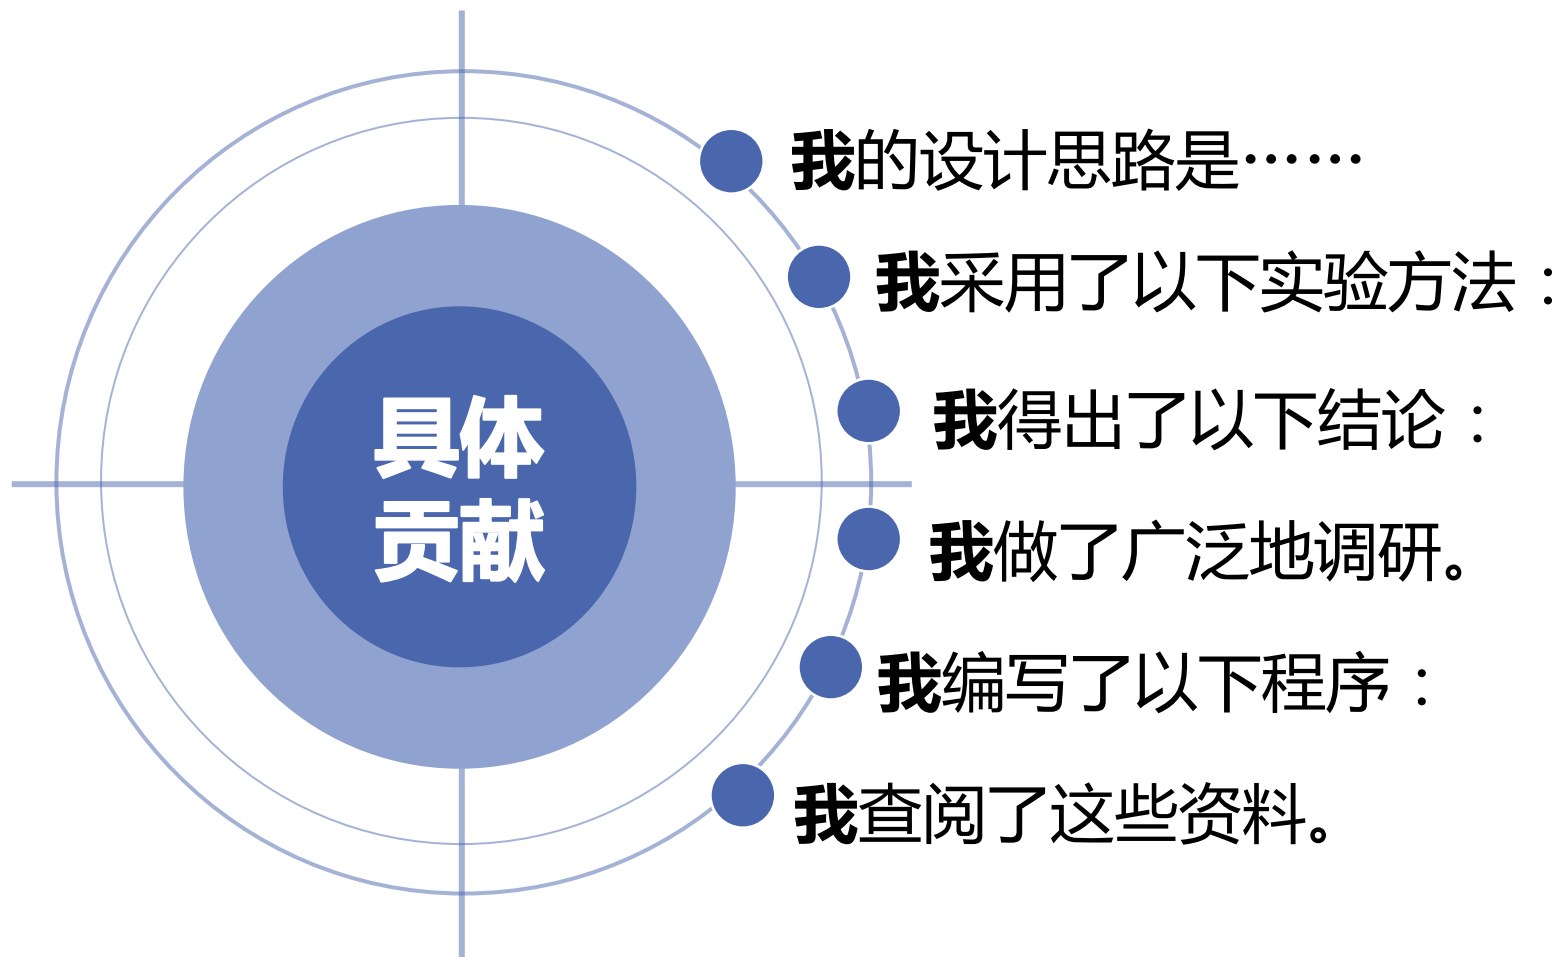 具体
贡献
我的设计思路是……
我采用了以下实验方法：
我得出了以下结论：
我做了广泛地调研。
我编写了以下程序：
我查阅了这些资料。